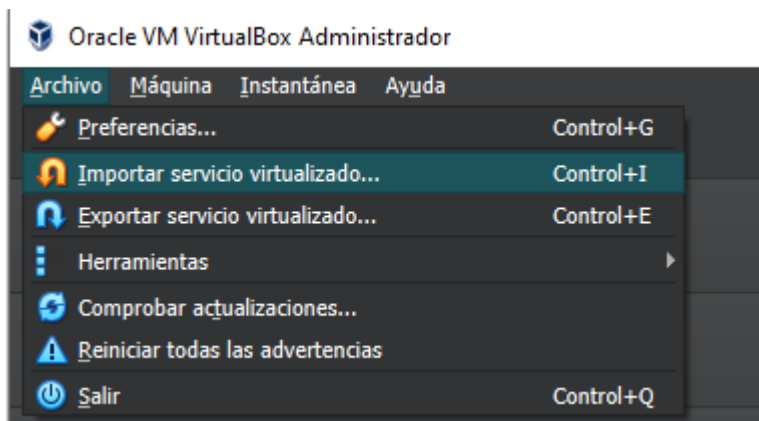 Oracle VM VirtualBox Administrador
Archivo Máquina Instantánea Ayuda
Preferencias... Control+G
Importar servicio virtualizado... Control+I
Exportar servicio virtualizado... Control+E
Herramientas
Comprobar actualizaciones...
Reiniciar todas las advertencias
Salir Control+Q